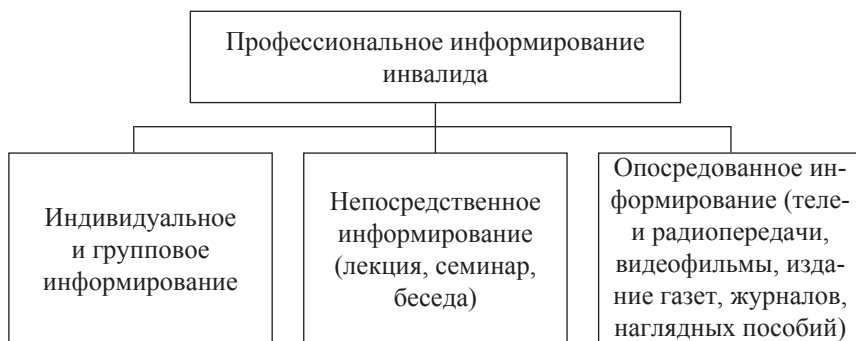 Профессиональное информирование
инвалида
Индивидуальное
и групповое
информирование
Непосредственное
информирование
(лекция, семинар,
беседа)
Опосредованное ин-
формирование (теле-
и радиопередачи,
видеофильмы, изда-
ние газет, журналов,
наглядных пособий)